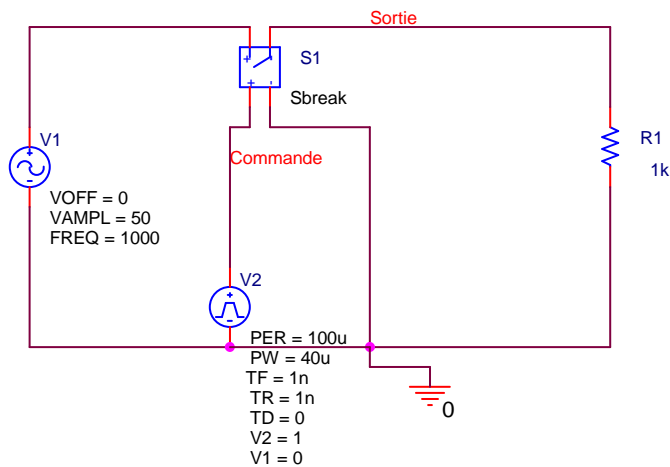 Sortie
S1
Sbreak
V1
VOFF = 0
VAMPL = 50
FREQ = 1000
Commande
R1
1k
V2
PER = 100u
PW = 40u
TF = 1n
TR = 1n
TD = 0
V2 = 1
V1 = 0
0